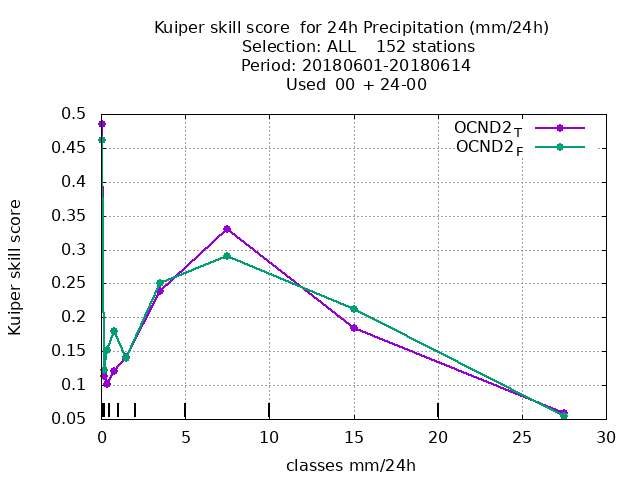 Kuiper skill score  for 24h Precipitation (mm/24h)
Selection: ALL    152 stations
Period: 20180601-20180614
Used  00 + 24-00
OCND2_T
OCND2_F
Kuiper skill score
0.5
0.45
0.4
0.35
0.3
0.25
0.2
0.15
0.1
0.05
0 5 10 15 20 25 30
classes mm/24h